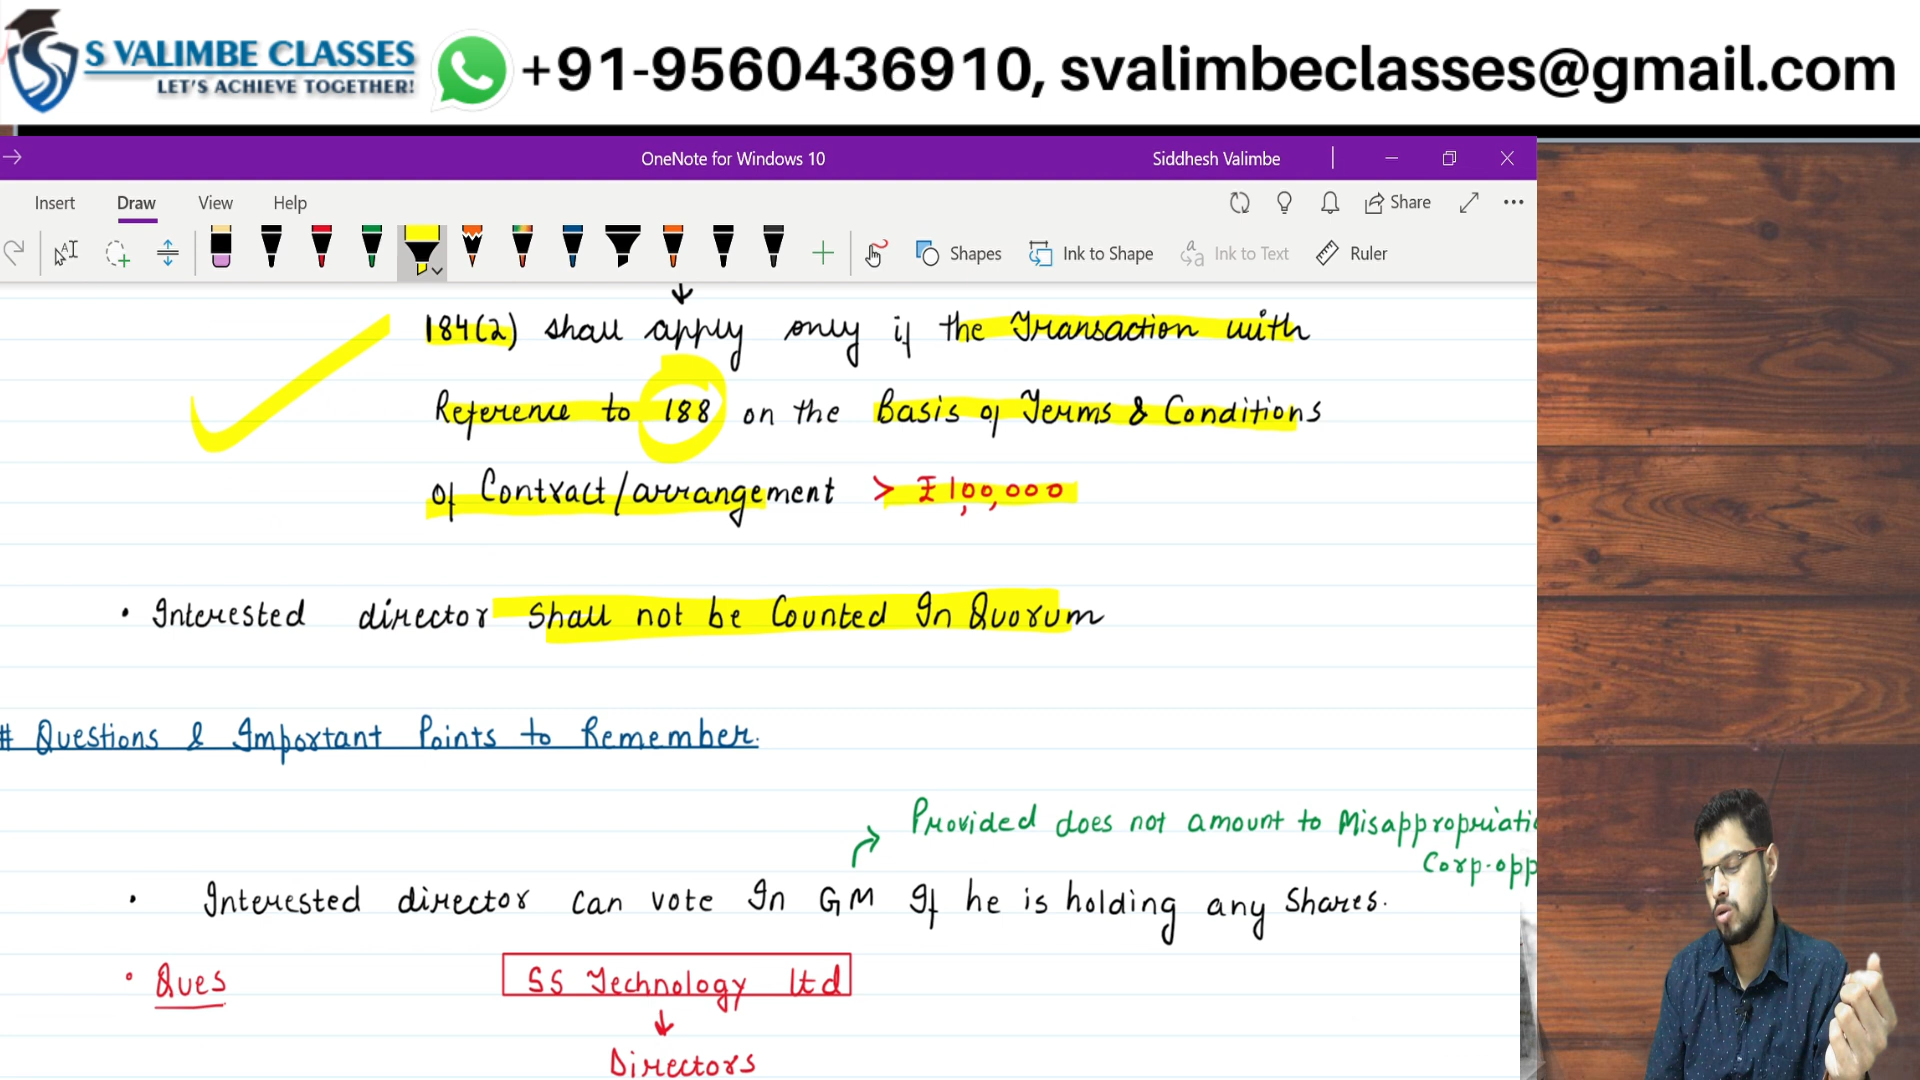 S VALIMBE CLASSES
LET'S ACHIEVE TOGETHER!
+91-9560436910, svalimbeclasses@gmail.com
OneNote for Windows 10
Siddhesh Valimbe
Insert Draw View Help
Share
Shapes Ink to Shape Ink to Text Ruler
184(2) shall apply only if the Transaction with
Reference to 188 on the Basis of Terms & Conditions
of Contract/arrangement > ₹100,000
• Interested director shall not be Counted In Quorum
# Questions & Important Points to Remember.
Provided does not amount to Misappropriati
Corp.opp
• Interested director can vote In GM If he is holding any Shares.
• Ques
SS Technology ltd
Directors